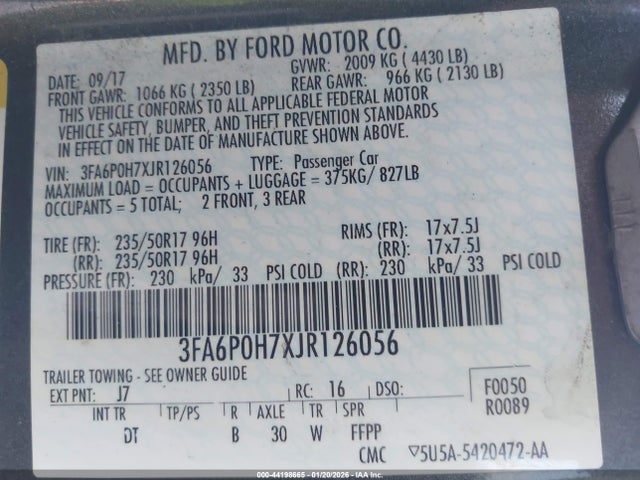 MFD. BY FORD MOTOR CO.
DATE: 09/17 GVWR: 2009 KG ( 4430 LB)
FRONT GAWR: 1066 KG ( 2350 LB) REAR GAWR: 966 KG ( 2130 LB)
THIS VEHICLE CONFORMS TO ALL APPLICABLE FEDERAL MOTOR
VEHICLE SAFETY, BUMPER, AND THEFT PREVENTION STANDARDS
IN EFFECT ON THE DATE OF MANUFACTURE SHOWN ABOVE.
VIN: 3FA6P0H7XJR126056 TYPE: Passenger Car
MAXIMUM LOAD = OCCUPANTS + LUGGAGE = 375KG/ 827LB
OCCUPANTS = 5 TOTAL; 2 FRONT, 3 REAR
TIRE (FR): 235/50R17 96H RIMS (FR): 17x7.5J
(RR): 235/50R17 96H (RR): 17x7.5J
PRESSURE (FR): 230 kPa/ 33 PSI COLD (RR): 230 kPa/ 33 PSI COLD
3FA6P0H7XJR126056
TRAILER TOWING - SEE OWNER GUIDE
EXT PNT: J7 RC: 16 DSO: F0050
INT TR TP/PS R AXLE TR SPR R0089
DT B 30 W FFPP
CMC ▽5U5A-5420472-AA
000-44198665 - 01/20/2026 - IAA US